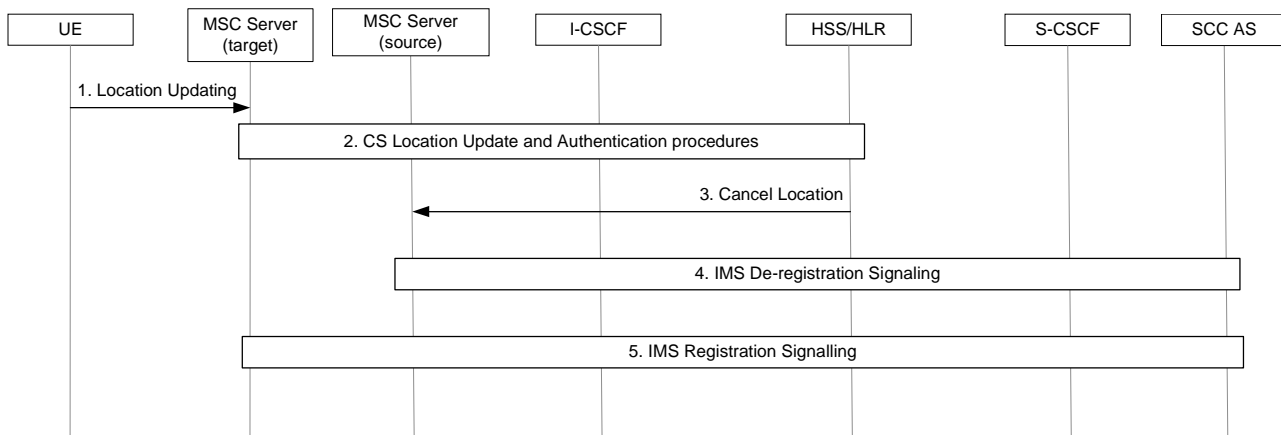 UE
MSC Server
(target)
MSC Server
(source)
I-CSCF
HSS/HLR
S-CSCF
SCC AS
1. Location Updating
2. CS Location Update and Authentication procedures
3. Cancel Location
4. IMS De-registration Signaling
5. IMS Registration Signalling